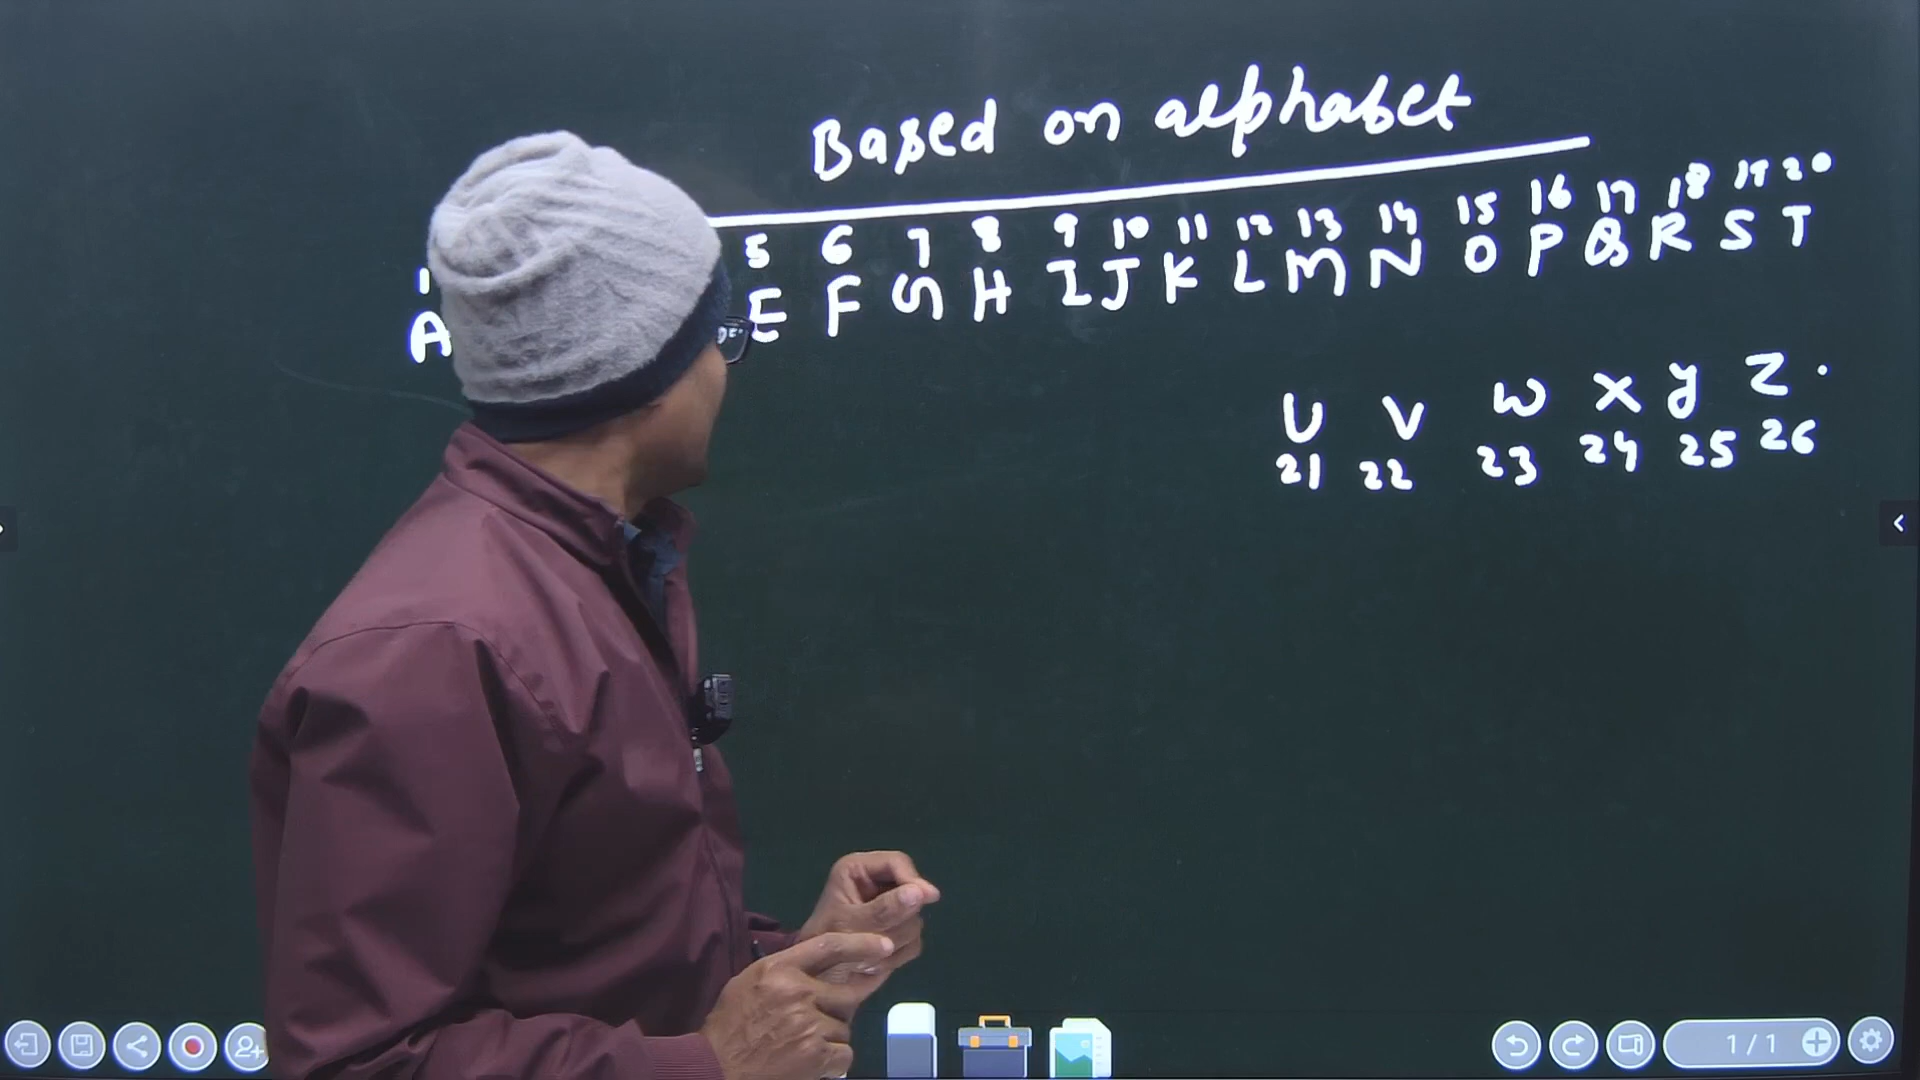 Based on alphabet
1 5 6 7 8 9 10 11 12 13 14 15 16 17 18 19 20
A E F G H I J K L M N O P Q R S T
U V W X Y Z .
21 22 23 24 25 26
1/1